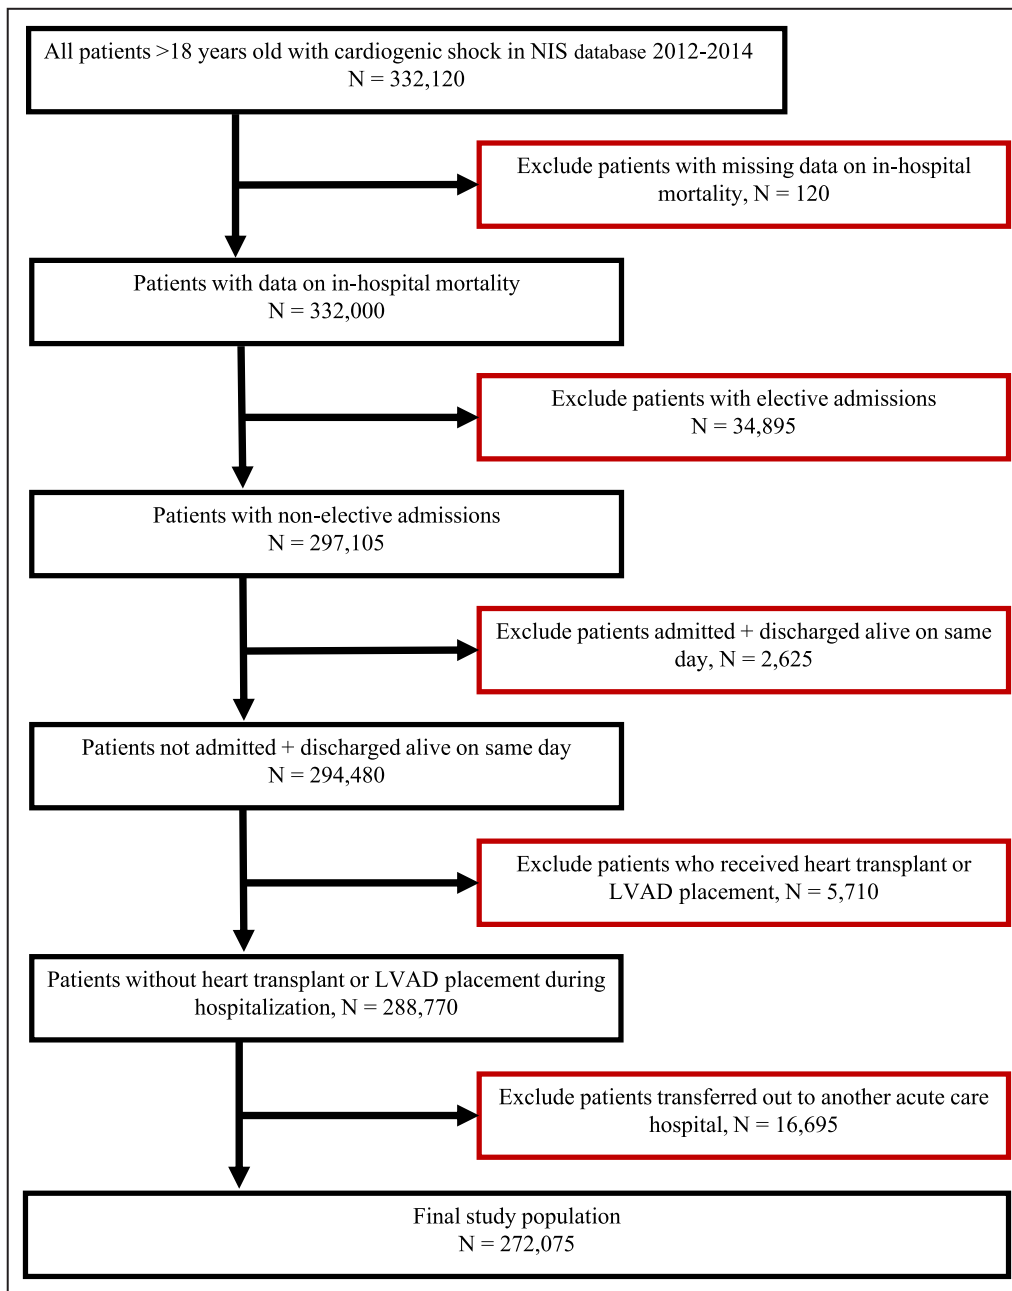 All patients >18 years old with cardiogenic shock in NIS database 2012-2014
N = 332,120
Exclude patients with missing data on in-hospital
mortality, N = 120
Patients with data on in-hospital mortality
N = 332,000
Exclude patients with elective admissions
N = 34,895
Patients with non-elective admissions
N = 297,105
Exclude patients admitted + discharged alive on same
day, N = 2,625
Patients not admitted + discharged alive on same day
N = 294,480
Exclude patients who received heart transplant or
LVAD placement, N = 5,710
Patients without heart transplant or LVAD placement during
hospitalization, N = 288,770
Exclude patients transferred out to another acute care
hospital, N = 16,695
Final study population
N = 272,075